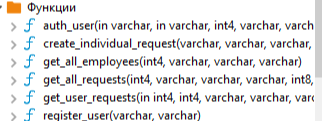 Функции
auth_user(in varchar, in varchar, int4, varchar, varch
create_individual_request(varchar, varchar, varchar,
get_all_employees(int4, varchar, varchar, varchar)
get_all_requests(int4, varchar, varchar, varchar, int8,
get_user_requests(in int4, int4, varchar, varchar, varc
register_user(varchar, varchar)